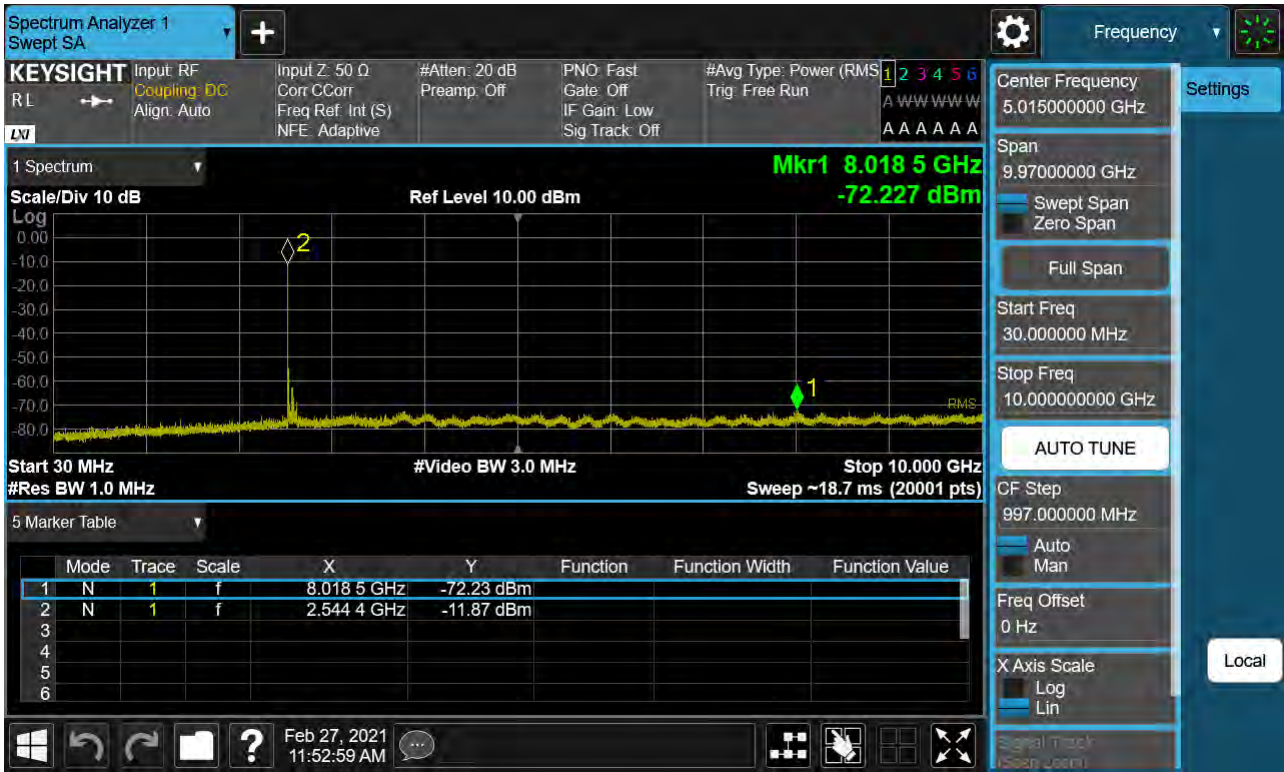 Spectrum Analyzer 1
Swept SA
+
Frequency
KEYSIGHT
RL
LXI
Input: RF
Coupling: DC
Align: Auto
Input Z: 50 Ω
Corr CCorr
Freq Ref: Int (S)
NFE: Adaptive
#Atten: 20 dB
Preamp: Off
PNO: Fast
Gate: Off
IF Gain: Low
Sig Track: Off
#Avg Type: Power (RMS
Trig: Free Run
1 2 3 4 5 6
A W W W W W
A A A A A A
1 Spectrum
Scale/Div 10 dB
Ref Level 10.00 dBm
Mkr1 8.018 5 GHz
-72.227 dBm
Log
0.00
-10.0
-20.0
-30.0
-40.0
-50.0
-60.0
-70.0
-80.0
2
1
RMS
Start 30 MHz
#Video BW 3.0 MHz
Stop 10.000 GHz
#Res BW 1.0 MHz
Sweep ~18.7 ms (20001 pts)
5 Marker Table
Mode Trace Scale X Y Function Function Width Function Value
1 N 1 f 8.018 5 GHz -72.23 dBm
2 N 1 f 2.544 4 GHz -11.87 dBm
3
4
5
6
Feb 27, 2021
11:52:59 AM
?
Center Frequency
5.015000000 GHz
Settings
Span
9.97000000 GHz
Swept Span
Zero Span
Full Span
Start Freq
30.000000 MHz
Stop Freq
10.000000000 GHz
AUTO TUNE
CF Step
997.000000 MHz
Auto
Man
Freq Offset
0 Hz
X Axis Scale
Log
Lin
Local
Signal Track
(Span Zoom)